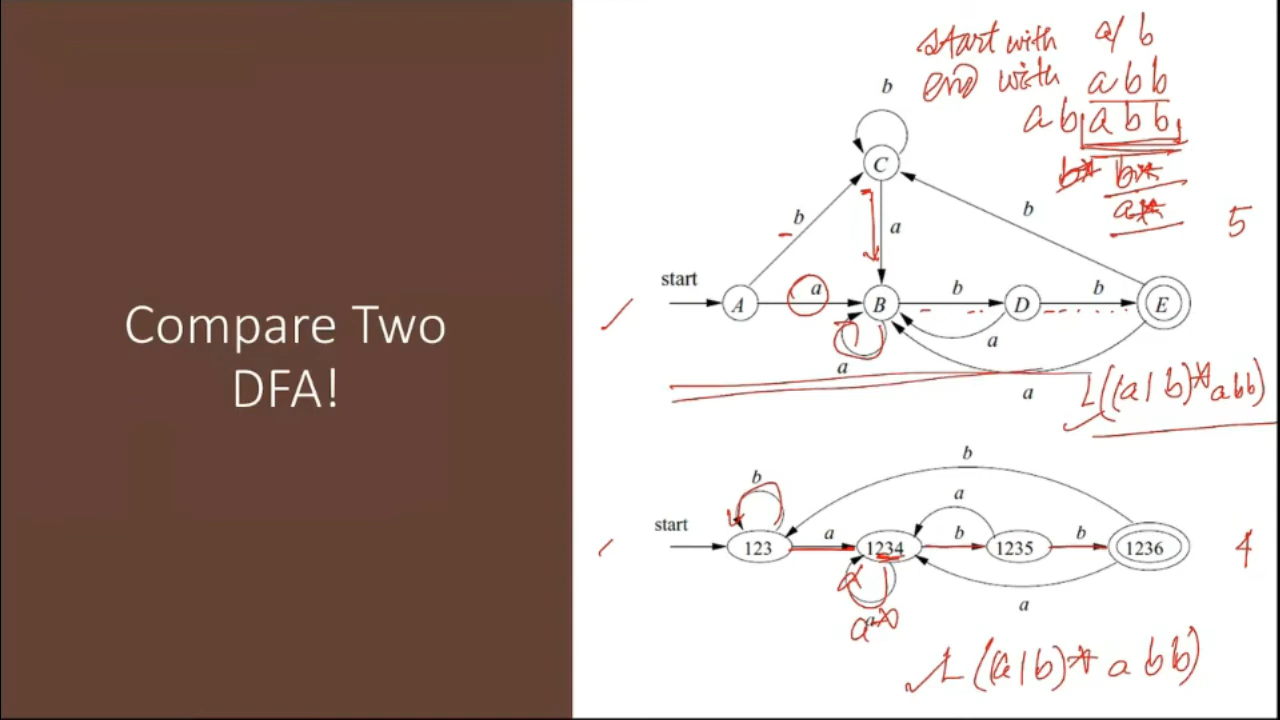 Compare Two
DFA!
start with a/b
end with abb
ab abb
b* b*
a*
5
b
C
b
a
b
start
A
a
B
b
D
b
E
a
a
a
L((a|b)*abb)
b
b
a
start
123
a
1234
b
1235
b
1236
4
a*
a
L((a|b)*abb)